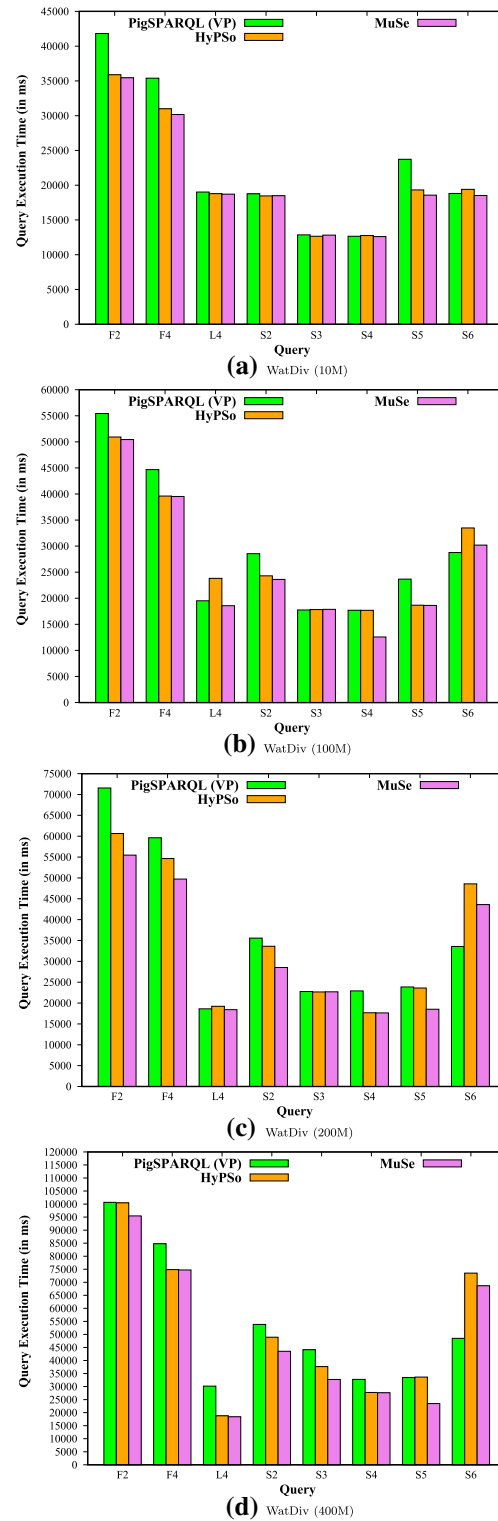 PigSPARQL (VP)
HyPSo
MuSe
Query Execution Time (in ms)
45000
40000
35000
30000
25000
20000
15000
10000
5000
0
F2 F4 L4 S2 S3 S4 S5 S6
Query
(a) WatDiv (10M)
PigSPARQL (VP)
HyPSo
MuSe
Query Execution Time (in ms)
60000
55000
50000
45000
40000
35000
30000
25000
20000
15000
10000
5000
0
F2 F4 L4 S2 S3 S4 S5 S6
Query
(b) WatDiv (100M)
PigSPARQL (VP)
HyPSo
MuSe
Query Execution Time (in ms)
75000
70000
65000
60000
55000
50000
45000
40000
35000
30000
25000
20000
15000
10000
5000
0
F2 F4 L4 S2 S3 S4 S5 S6
Query
(c) WatDiv (200M)
PigSPARQL (VP)
HyPSo
MuSe
Query Execution Time (in ms)
120000
115000
110000
105000
100000
95000
90000
85000
80000
75000
70000
65000
60000
55000
50000
45000
40000
35000
30000
25000
20000
15000
10000
5000
0
F2 F4 L4 S2 S3 S4 S5 S6
Query
(d) WatDiv (400M)